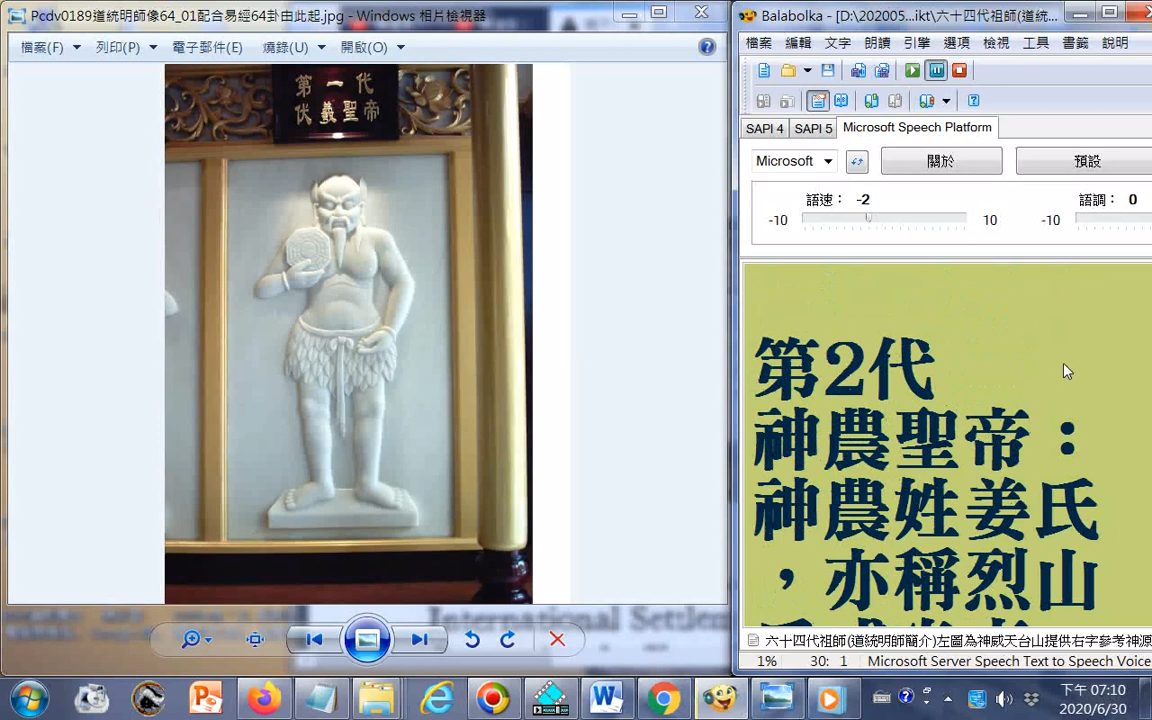 Pcdv0189道統明師像64_01配合易經64卦由此起.jpg - Windows 相片檢視器
檔案(F) 列印(P) 電子郵件(E) 燒錄(U) 開啟(O)
第一代
伏羲聖帝
International Settlem
Balabolka - [D:\202005...ikt\六十四代祖師(道統...
檔案 編輯 文字 朗讀 引擎 選項 檢視 工具 書籤 說明
SAPI 4 SAPI 5 Microsoft Speech Platform
Microsoft 關於 預設
語速： -2 語調： 0
-10 10 -10
第2代
神農聖帝：
神農姓姜氏
，亦稱烈山
六十四代祖師(道統明師簡介)左圖為神威天台山提供右字參考神源
1% 30: 1 Microsoft Server Speech Text to Speech Voice
下午 07:10
2020/6/30